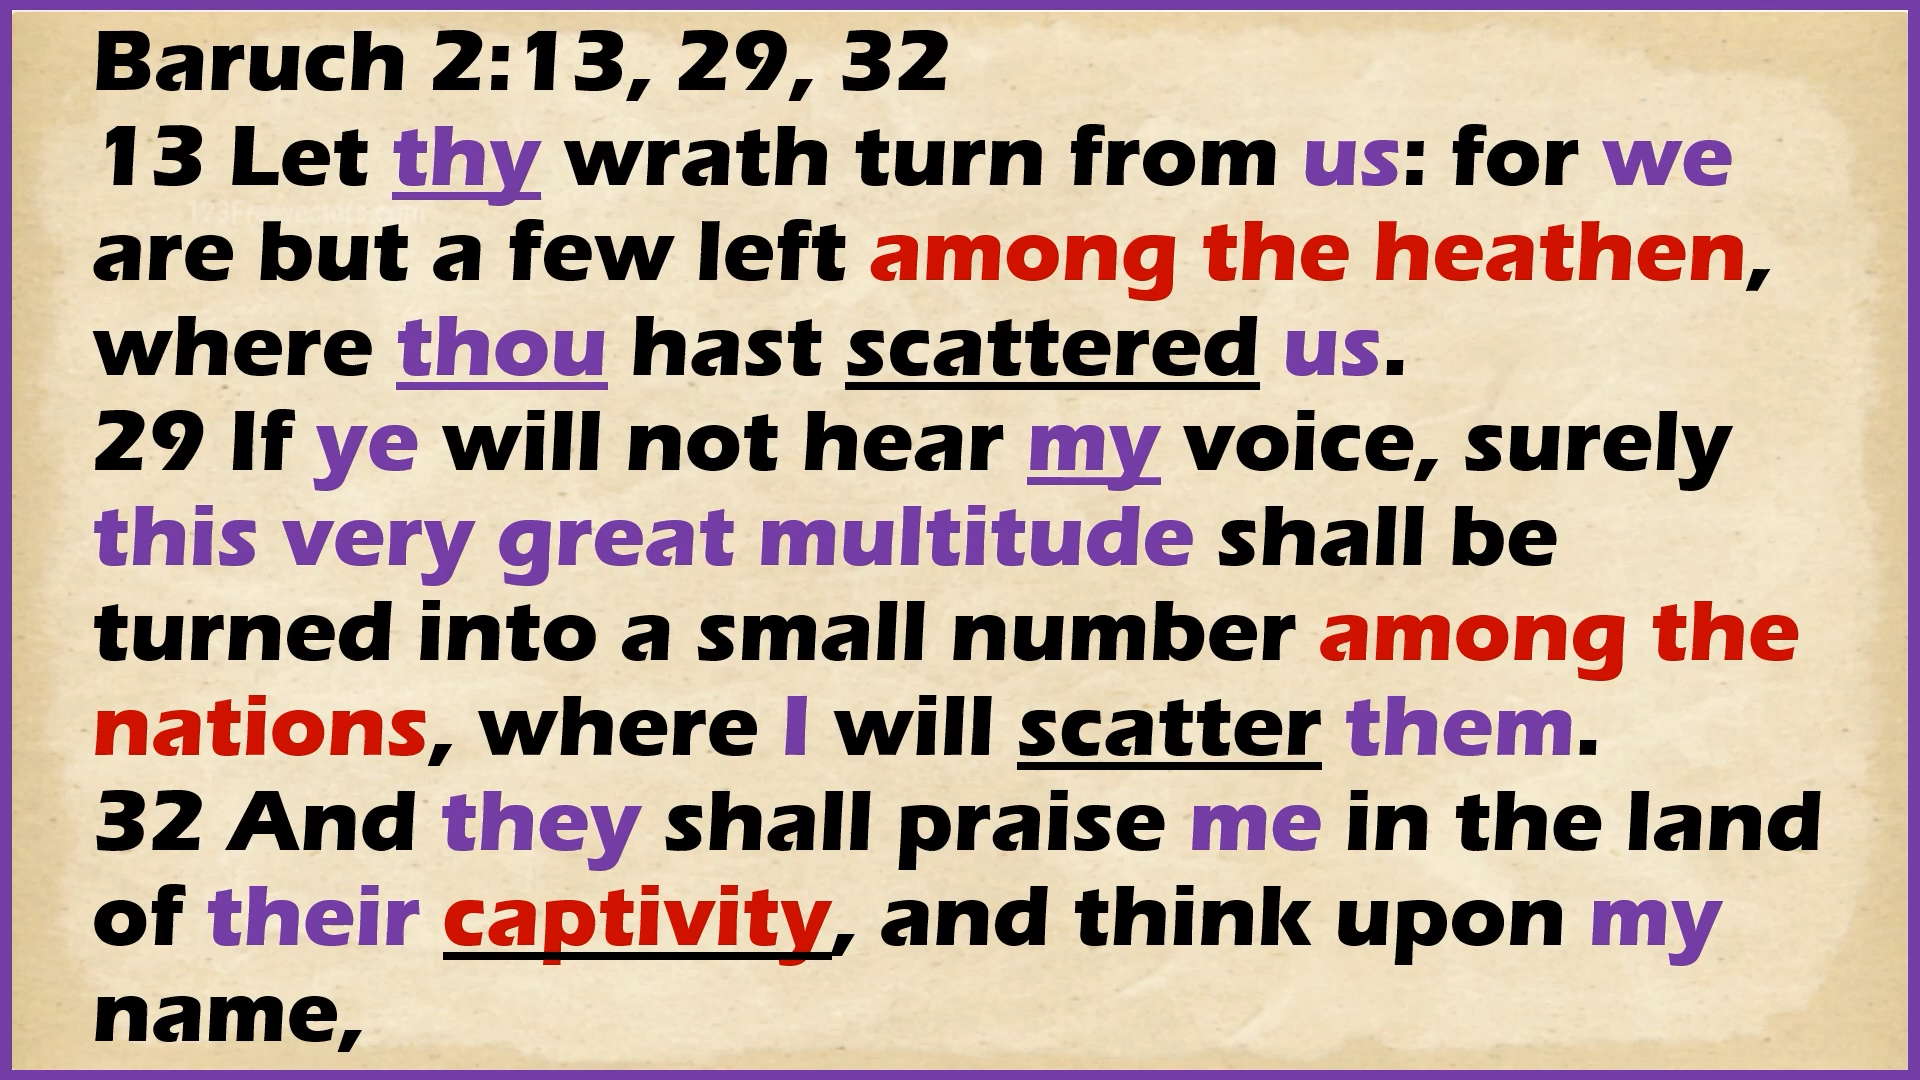 Baruch 2:13, 29, 32
13 Let thy wrath turn from us: for we
are but a few left among the heathen,
where thou hast scattered us.
29 If ye will not hear my voice, surely
this very great multitude shall be
turned into a small number among the
nations, where I will scatter them.
32 And they shall praise me in the land
of their captivity, and think upon my
name,